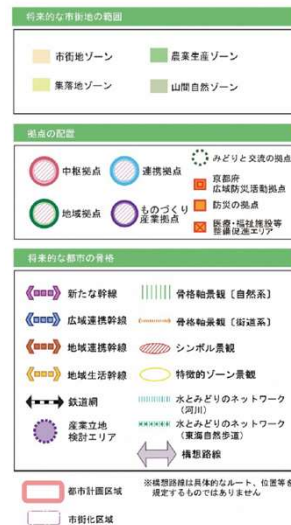 将来的な市街地の範囲
市街地ゾーン
農業生産ゾーン
集落地ゾーン
山間自然ゾーン
拠点の配置
中枢拠点
連携拠点
みどりと交流の拠点
京都府
広域防災活動拠点
地域拠点
ものづくり
産業拠点
防災の拠点
医療・福祉施設等
整備促進エリア
将来的な都市の骨格
新たな幹線
骨格軸景観〔自然系〕
広域連携幹線
骨格軸景観〔街道系〕
地域連携幹線
シンボル景観
地域生活幹線
特徴的ゾーン景観
鉄道網
水とみどりのネットワーク
(河川)
産業立地
検討エリア
水とみどりのネットワーク
(東海自然歩道)
構想路線
都市計画区域
※構想路線は具体的なルート、位置等を
規定するものではありません
市街化区域